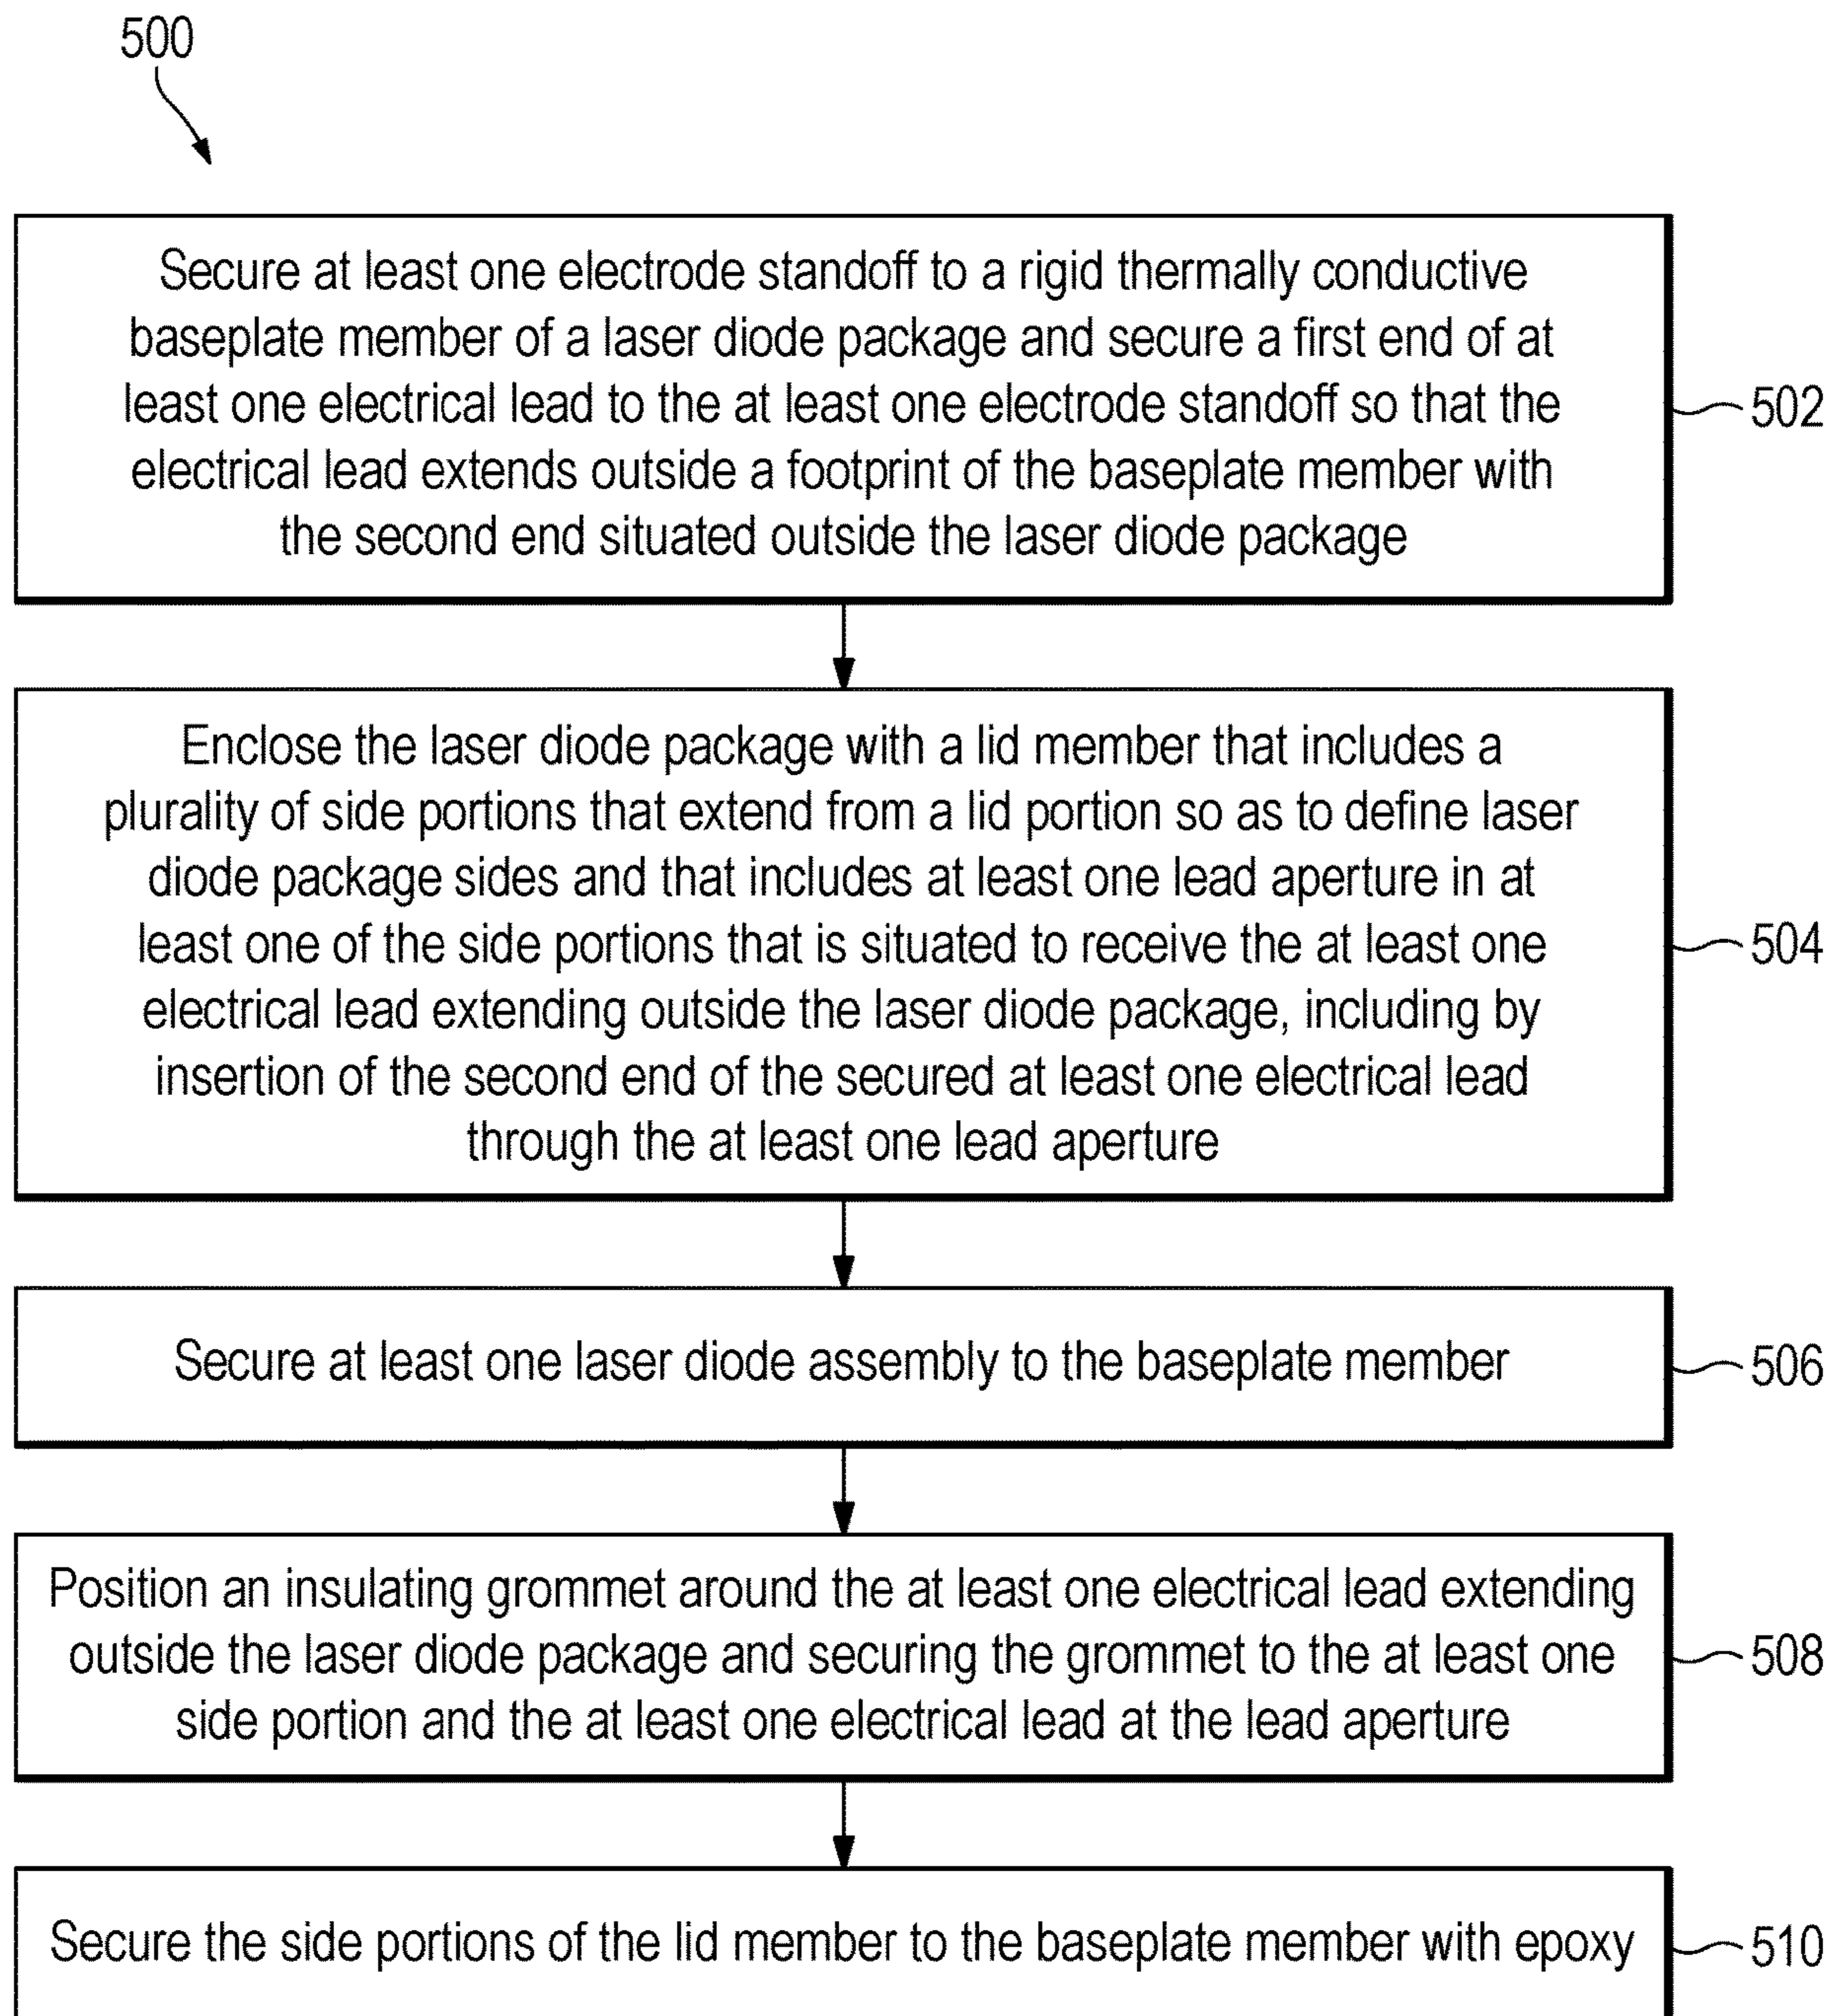 500
Secure at least one electrode standoff to a rigid thermally conductive
baseplate member of a laser diode package and secure a first end of at
least one electrical lead to the at least one electrode standoff so that the
electrical lead extends outside a footprint of the baseplate member with
the second end situated outside the laser diode package
502
Enclose the laser diode package with a lid member that includes a
plurality of side portions that extend from a lid portion so as to define laser
diode package sides and that includes at least one lead aperture in at
least one of the side portions that is situated to receive the at least one
electrical lead extending outside the laser diode package, including by
insertion of the second end of the secured at least one electrical lead
through the at least one lead aperture
504
Secure at least one laser diode assembly to the baseplate member
506
Position an insulating grommet around the at least one electrical lead extending
outside the laser diode package and securing the grommet to the at least one
side portion and the at least one electrical lead at the lead aperture
508
Secure the side portions of the lid member to the baseplate member with epoxy
510